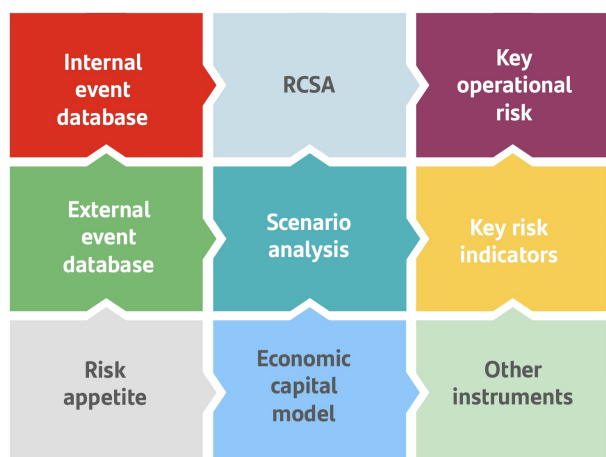 Internal
event
database
RCSA
Key
operational
risk
External
event
database
Scenario
analysis
Key risk
indicators
Risk
appetite
Economic
capital
model
Other
instruments